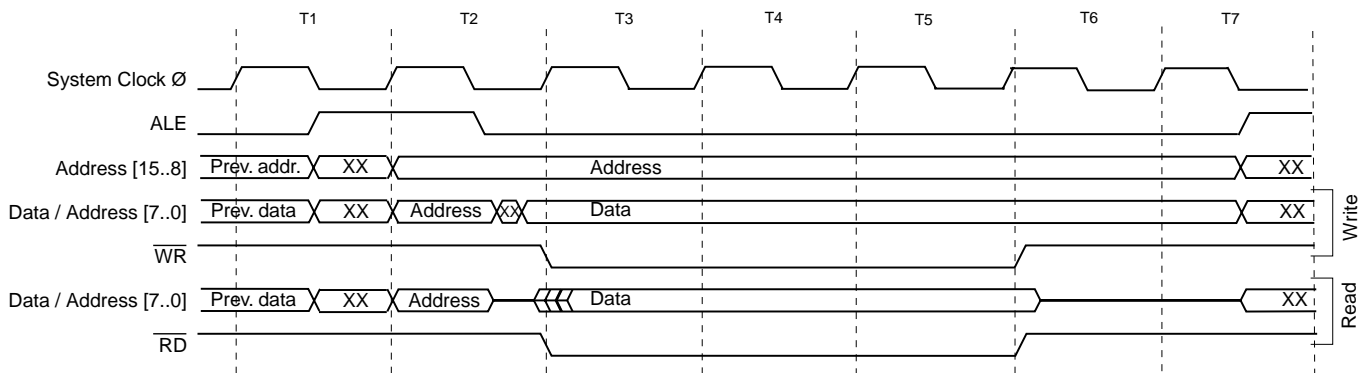 T1 T2 T3 T4 T5 T6 T7
System Clock Ø
ALE
Address [15..8] Prev. addr. XX Address XX
Data / Address [7..0] Prev. data XX Address XX Data XX
WR
Write
Data / Address [7..0] Prev. data XX Address Data XX
RD
Read